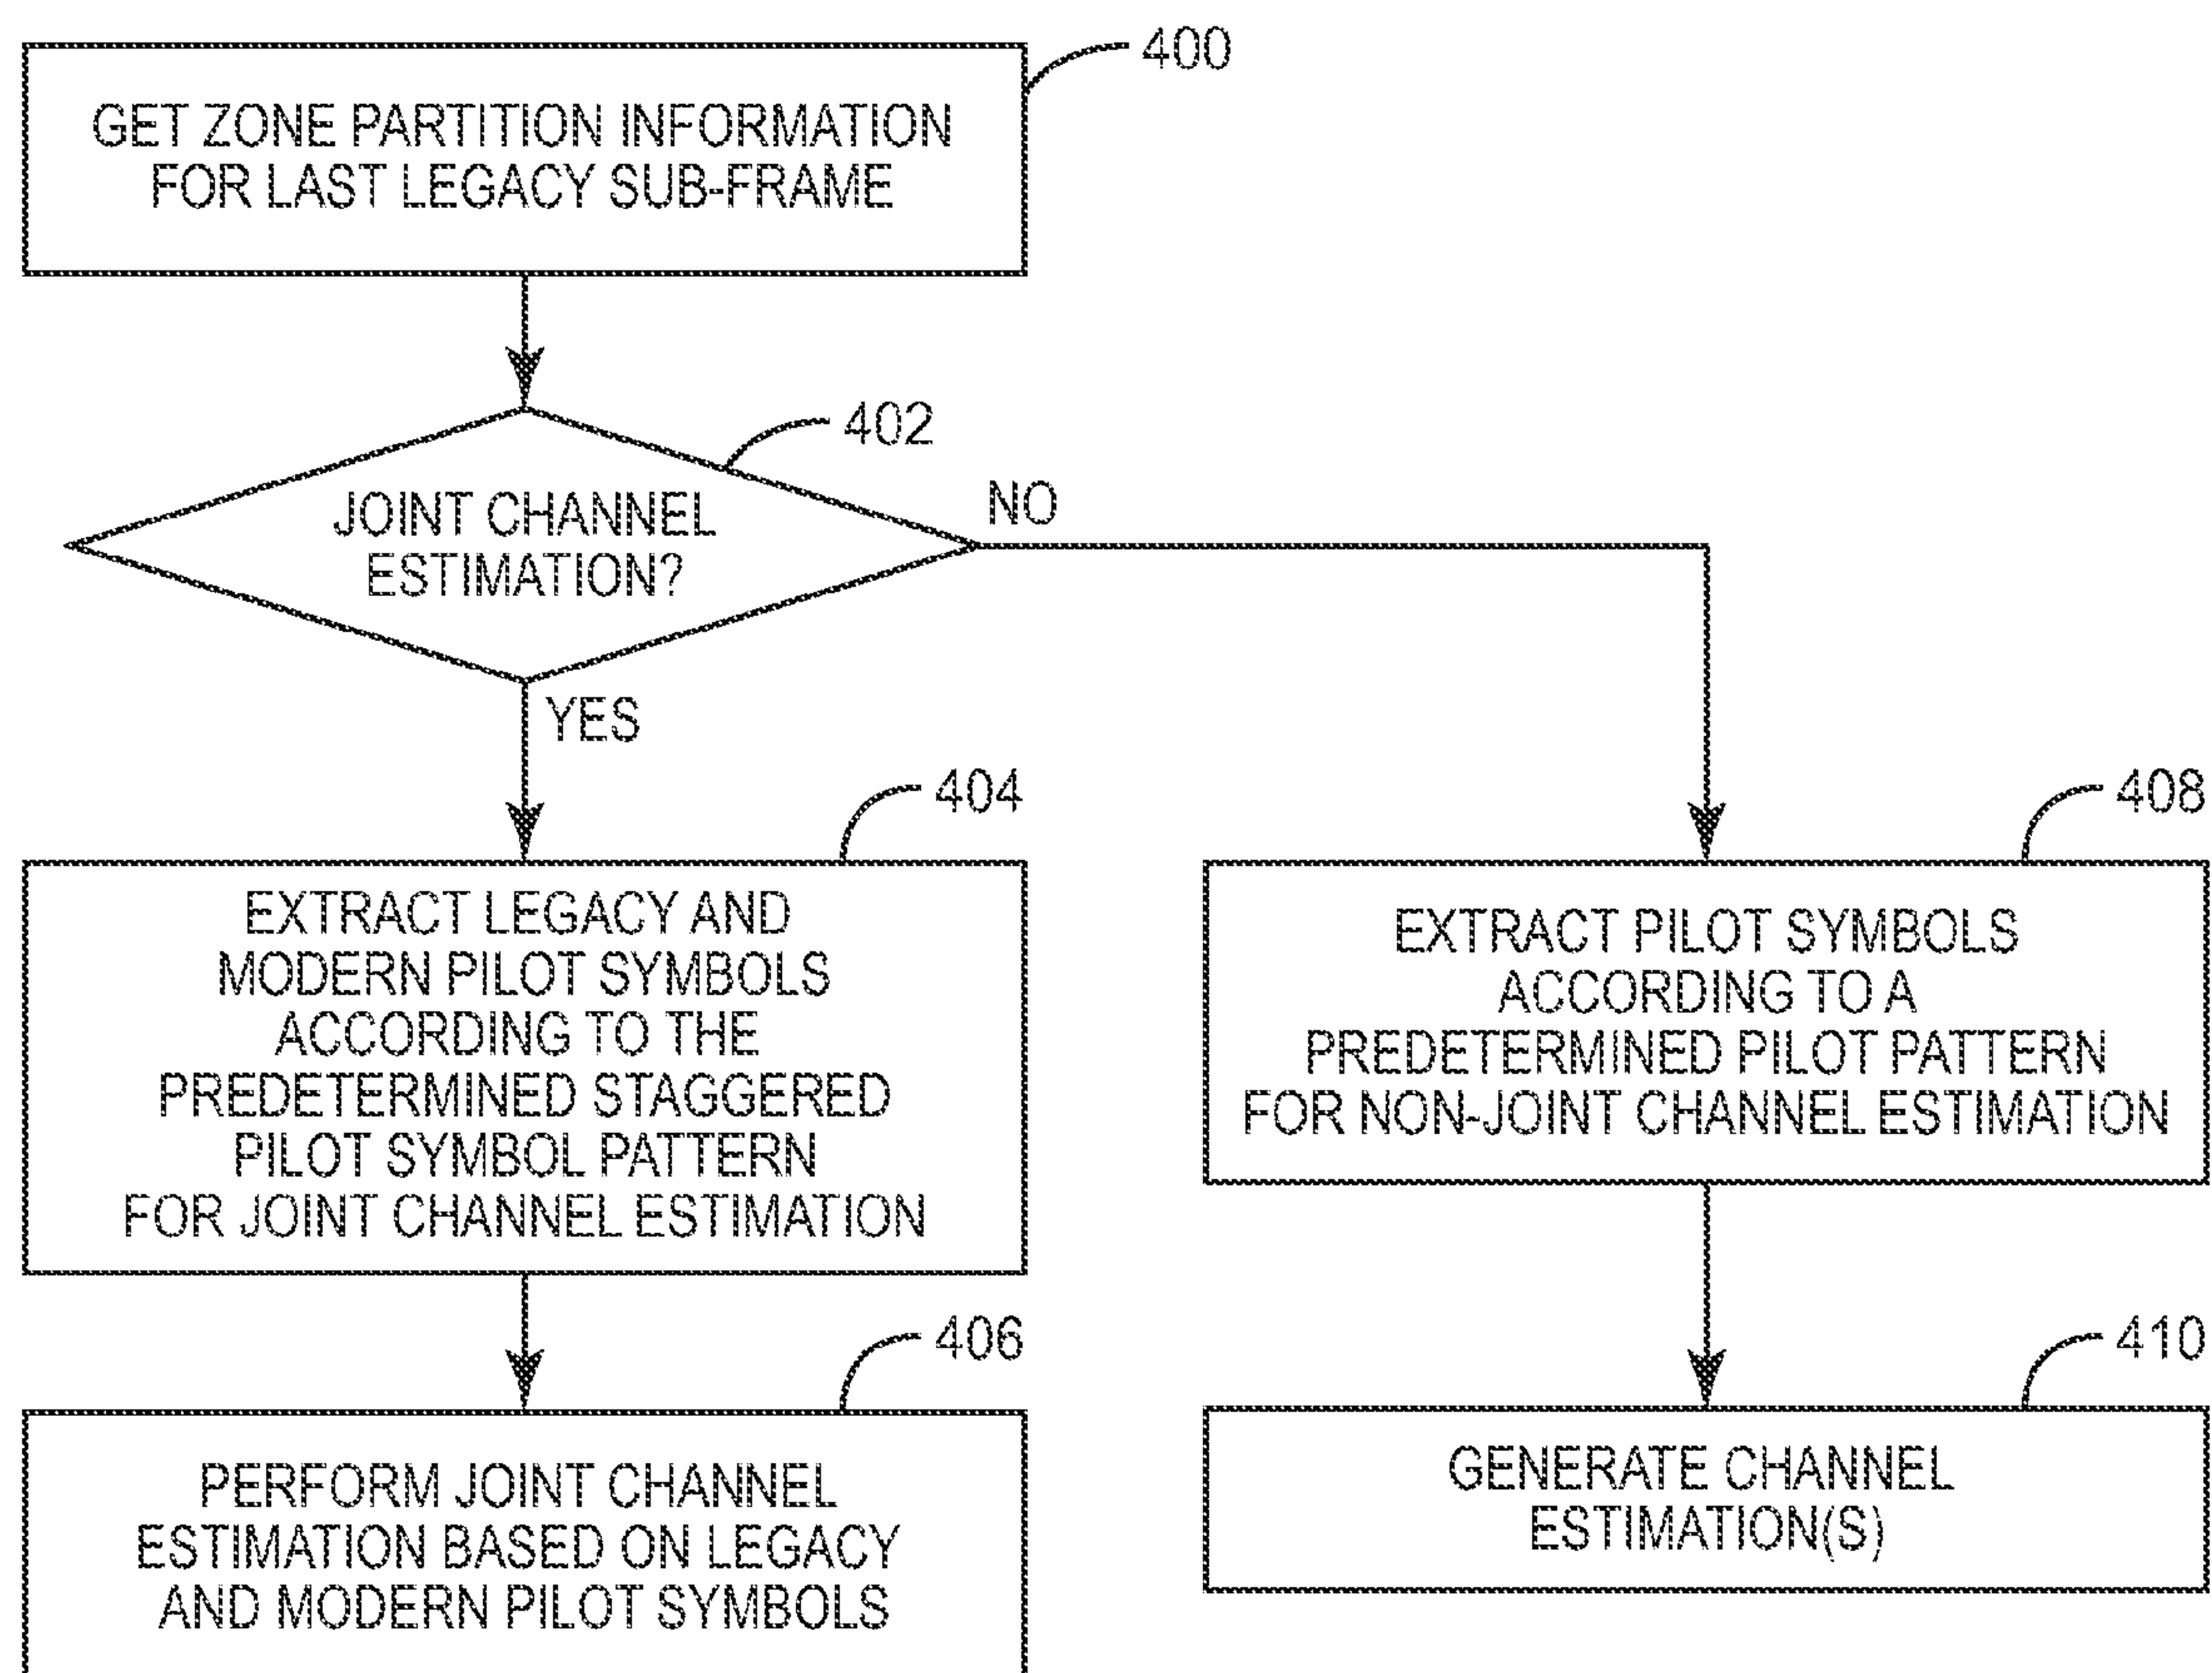 400
GET ZONE PARTITION INFORMATION
FOR LAST LEGACY SUB-FRAME
402
JOINT CHANNEL
ESTIMATION?
NO
YES
404
EXTRACT LEGACY AND
MODERN PILOT SYMBOLS
ACCORDING TO THE
PREDETERMINED STAGGERED
PILOT SYMBOL PATTERN
FOR JOINT CHANNEL ESTIMATION
408
EXTRACT PILOT SYMBOLS
ACCORDING TO A
PREDETERMINED PILOT PATTERN
FOR NON-JOINT CHANNEL ESTIMATION
406
PERFORM JOINT CHANNEL
ESTIMATION BASED ON LEGACY
AND MODERN PILOT SYMBOLS
410
GENERATE CHANNEL
ESTIMATION(S)